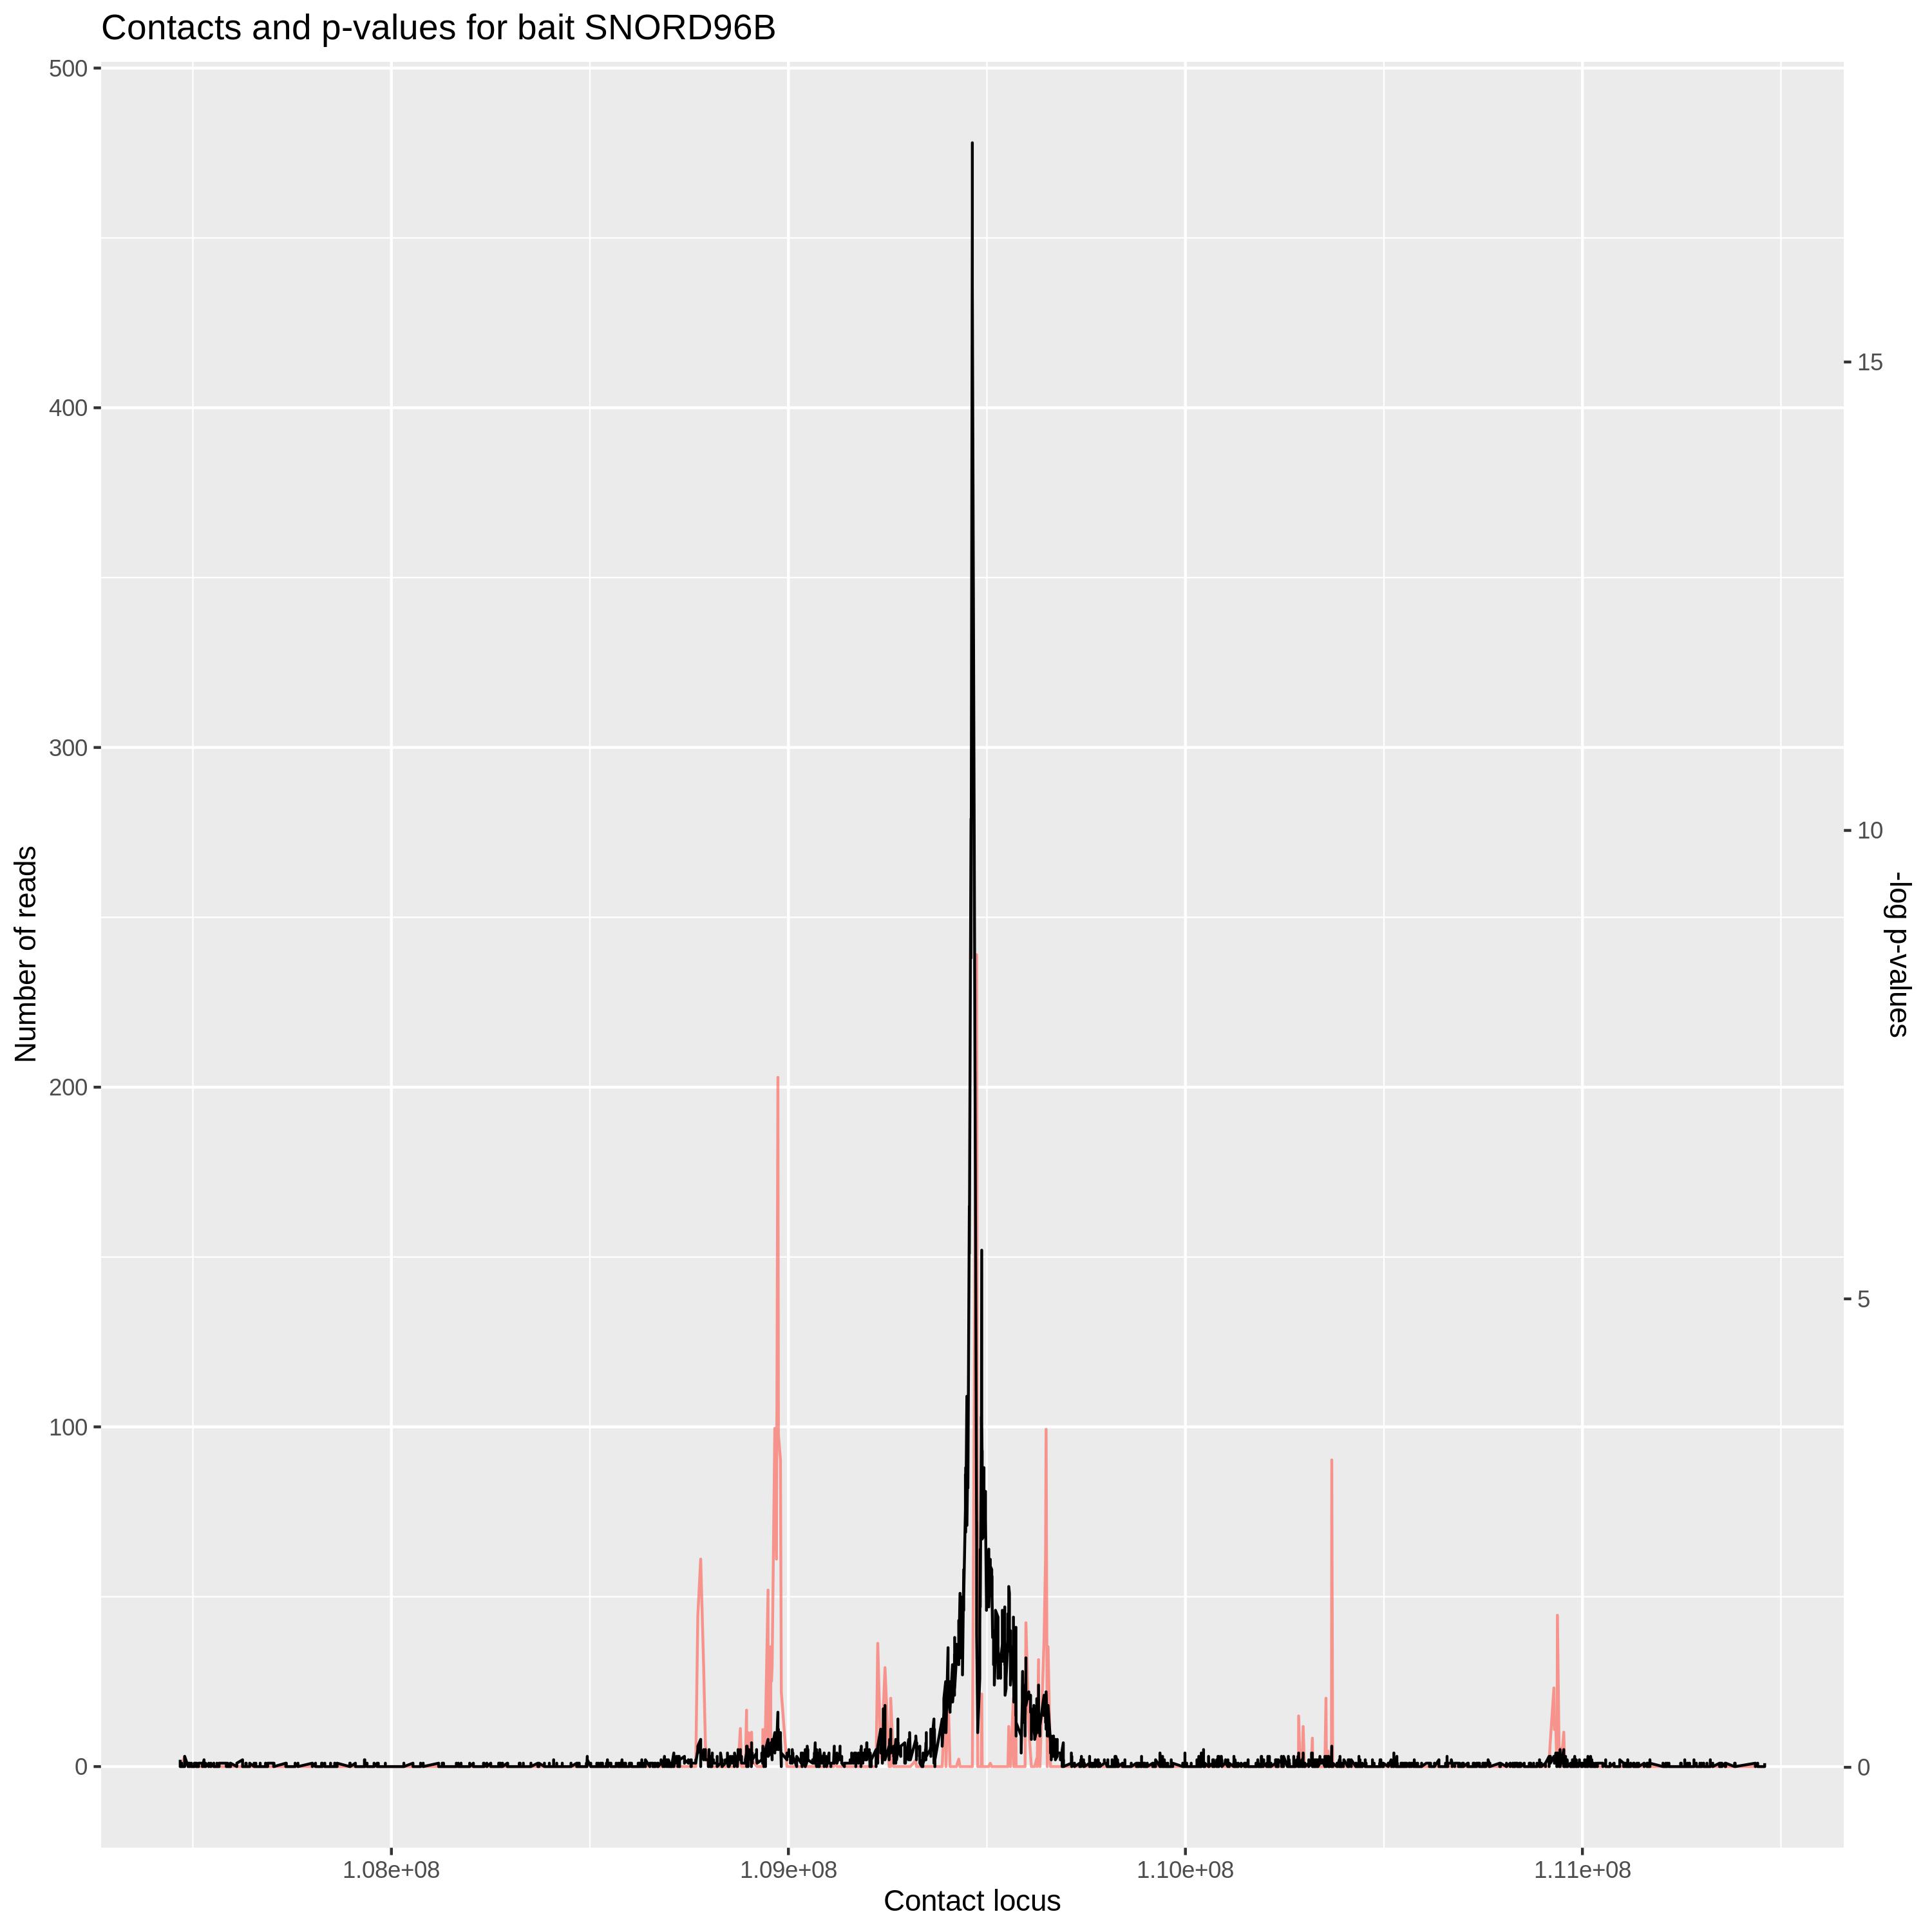 Contacts and p-values for bait SNORD96B
500
400
300
200
100
0
Number of reads
15
10
5
0
-log p-values
1.08e+08
1.09e+08
1.10e+08
1.11e+08
Contact locus